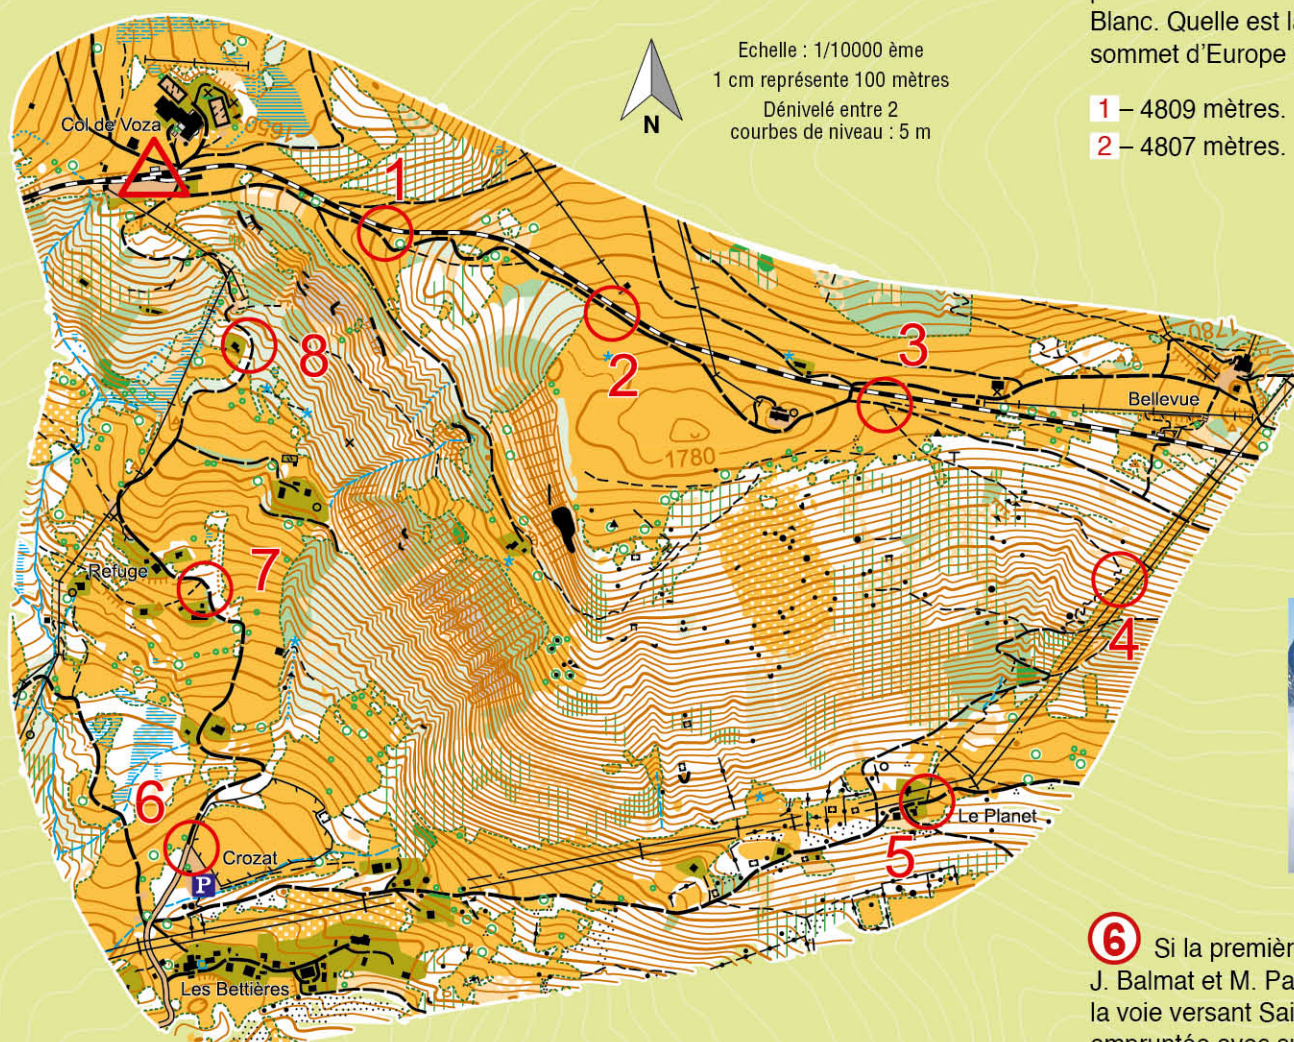 Blanc. Quelle est la
sommet d'Europe
1 – 4809 mètres.
2 – 4807 mètres.
Echelle : 1/10000 ème
1 cm représente 100 mètres
Dénivelé entre 2
courbes de niveau : 5 m
N
Col de Voza
1650
1
2
3
1780
Bellevue
8
1780
4
Refuge
7
6
Crozat
P
5
Le Planet
Les Bettières
6 Si la premièr
J. Balmat et M. Pa
la voie versant Sai